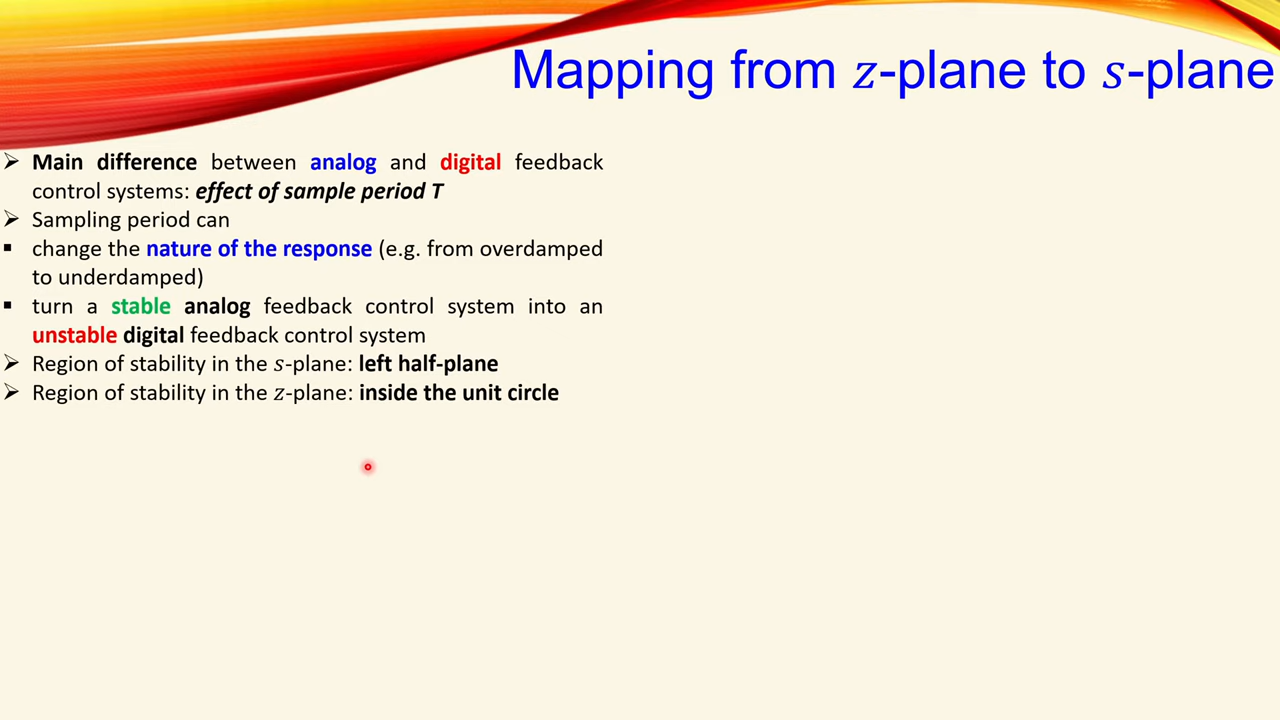 Mapping from z-plane to s-plane
➢ Main difference between analog and digital feedback
control systems: effect of sample period T
➢ Sampling period can
▪ change the nature of the response (e.g. from overdamped
to underdamped)
▪ turn a stable analog feedback control system into an
unstable digital feedback control system
➢ Region of stability in the s-plane: left half-plane
➢ Region of stability in the z-plane: inside the unit circle